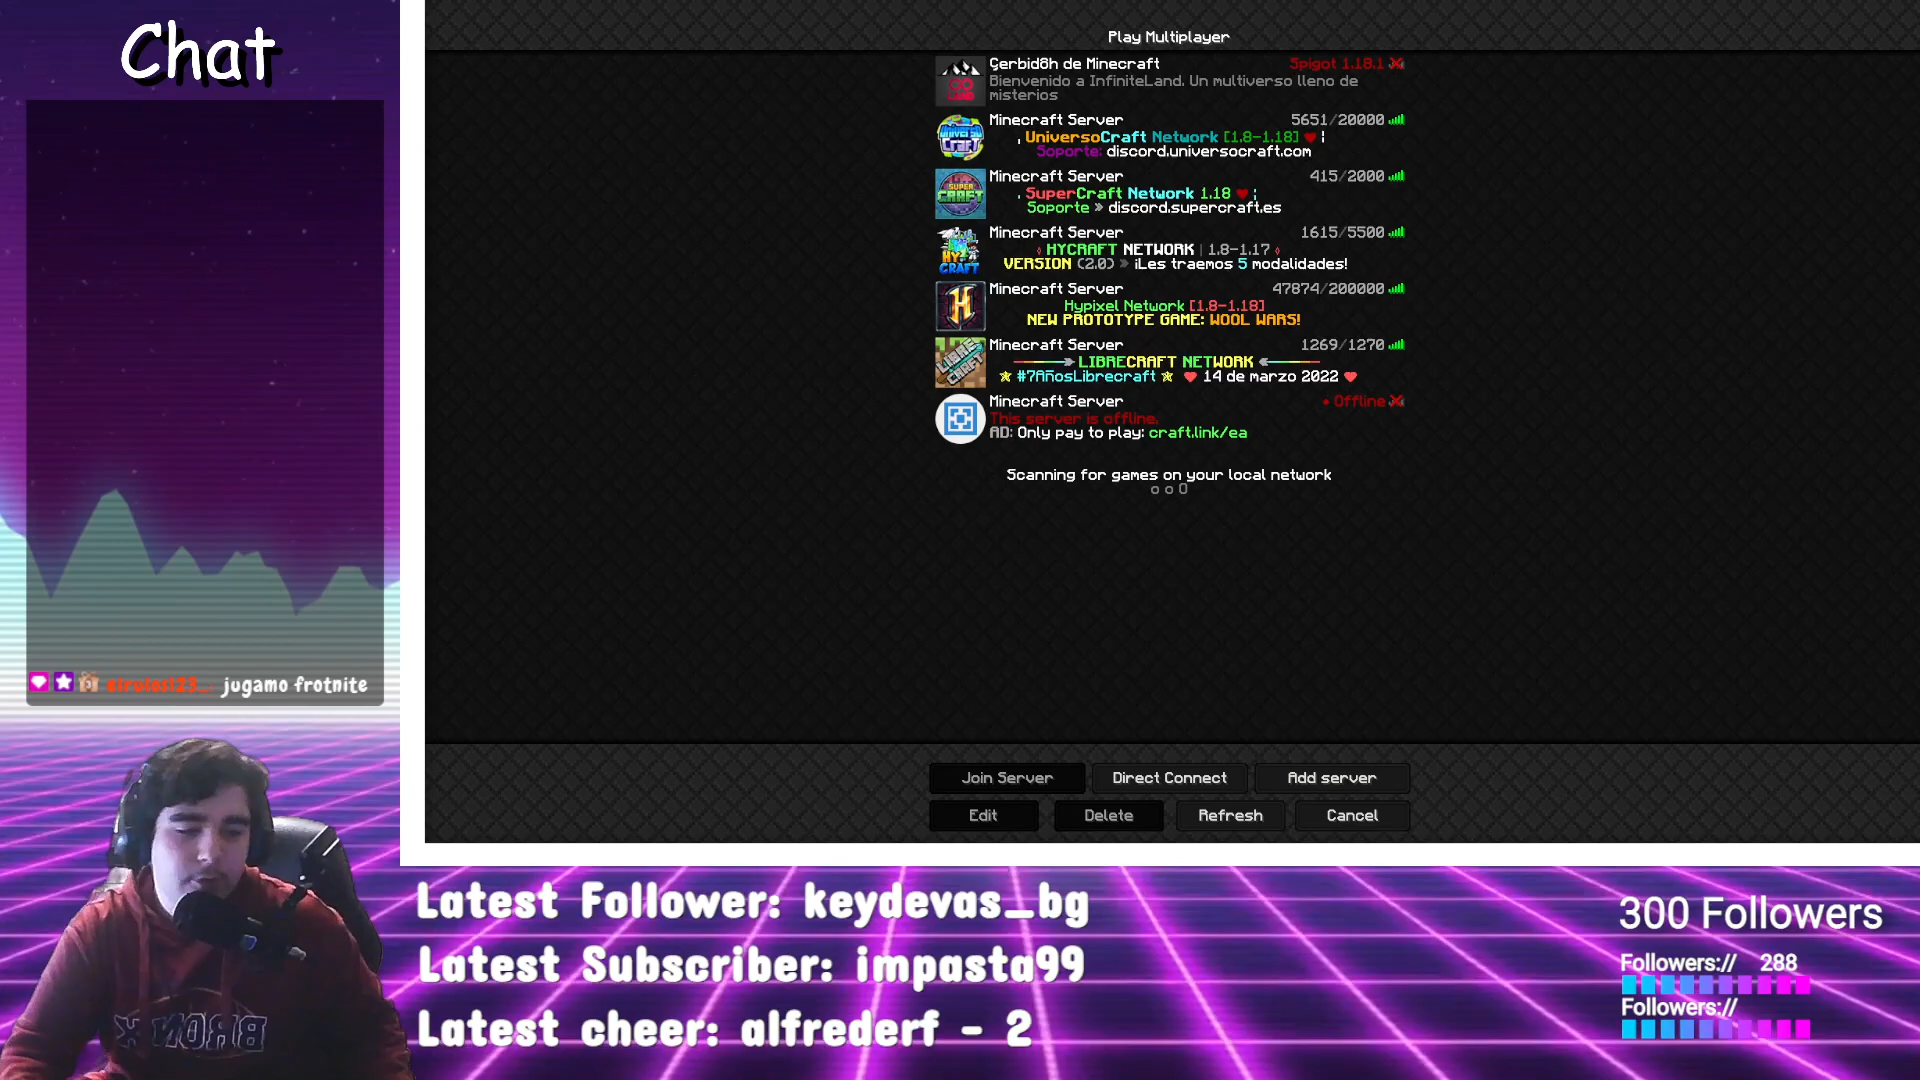 Chat
jugamo frotnite
Play Multiplayer
Spigot 1.18.1
Bienvenido a InfiniteLand. Un multiverso lleno de
misterios
Minecraft Server 5651/20000
UniversoCraft Network [1.8-1.18] ❤ ¦
Soporte: discord.universocraft.com
Minecraft Server 415/2000
SuperCraft Network 1.18 ❤ ¦
Soporte » discord.supercraft.es
Minecraft Server 1615/5500
HYCRAFT NETWORK | 1.8-1.17
VERSION (2.0) » ¡Les traemos 5 modalidades!
Minecraft Server 47874/200000
Hypixel Network [1.8-1.18]
NEW PROTOTYPE GAME: WOOL WARS!
Minecraft Server 1269/1270
LIBRECRAFT NETWORK
#7AñosLibrecraft ★ ❤ 14 de marzo 2022 ❤
Minecraft Server • Offline
This server is offline.
AD: Only pay to play: craft.link/ea
Scanning for games on your local network
o o O
Join Server Direct Connect Add server
Edit Delete Refresh Cancel
Latest Follower: keydevas_bg
Latest Subscriber: impasta99
Latest cheer: alfrederf - 2
300 Followers
Followers:// 288
Followers://